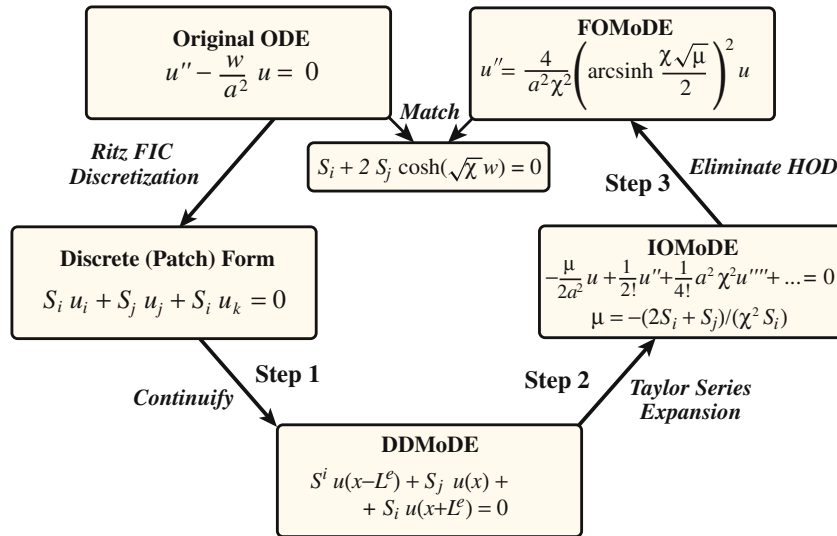 Original ODE
u″ − w/a² u = 0
FOMoDE
u″ = 4/(a²χ²) (arcsinh χ√μ/2)² u
Match
S_i + 2 S_j cosh(√χ w) = 0
Ritz FIC
Discretization
Eliminate HOD
Step 3
Discrete (Patch) Form
S_i u_i + S_j u_j + S_i u_k = 0
IOMoDE
−μ/(2a²) u + 1/2! u″ + 1/4! a² χ² u″″ + ... = 0
μ = −(2S_i + S_j)/(χ² S_i)
Step 1
Continuify
Step 2
Taylor Series
Expansion
DDMoDE
S^i u(x−L^e) + S_j u(x) +
+ S_i u(x+L^e) = 0